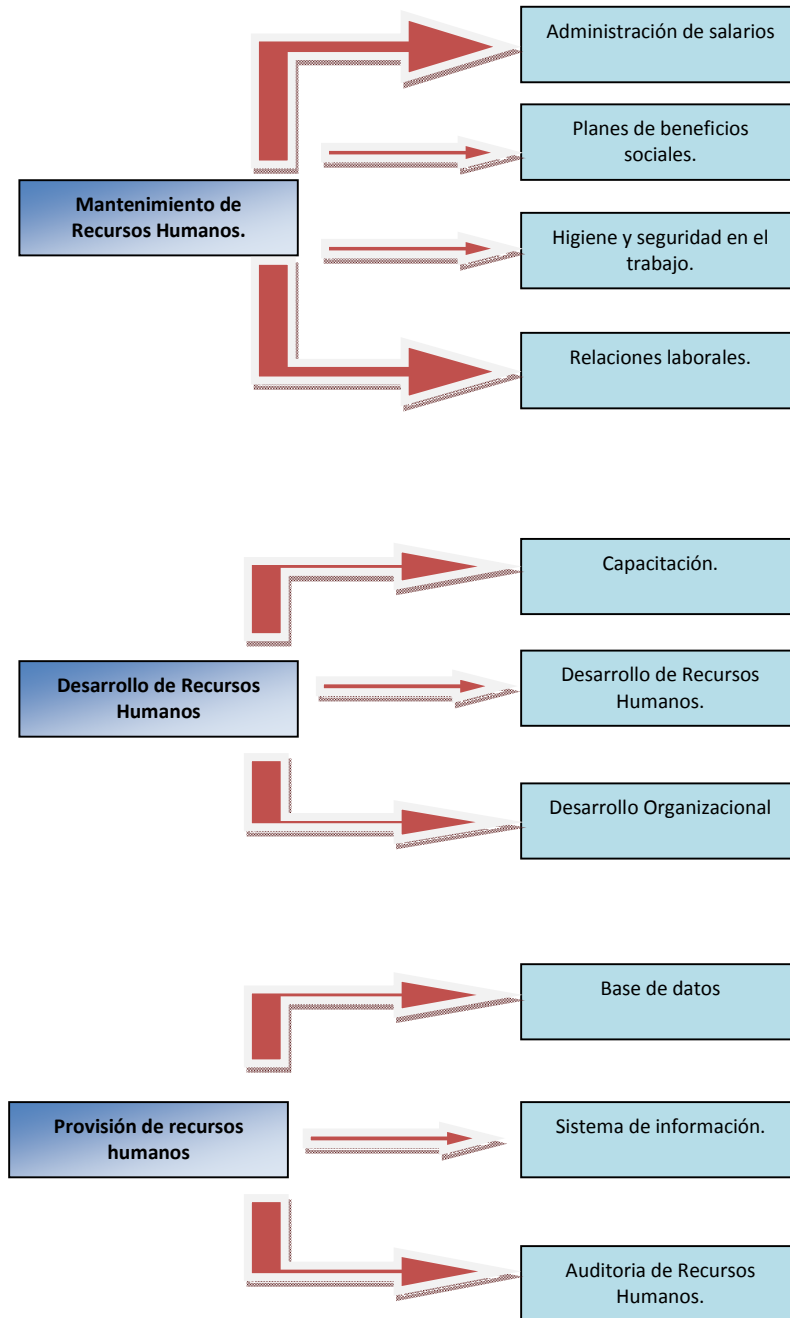 Administración de salarios
Planes de beneficios
sociales.
Mantenimiento de
Recursos Humanos.
Higiene y seguridad en el
trabajo.
Relaciones laborales.
Capacitación.
Desarrollo de Recursos
Humanos
Desarrollo de Recursos
Humanos.
Desarrollo Organizacional
Base de datos
Provisión de recursos
humanos
Sistema de información.
Auditoria de Recursos
Humanos.